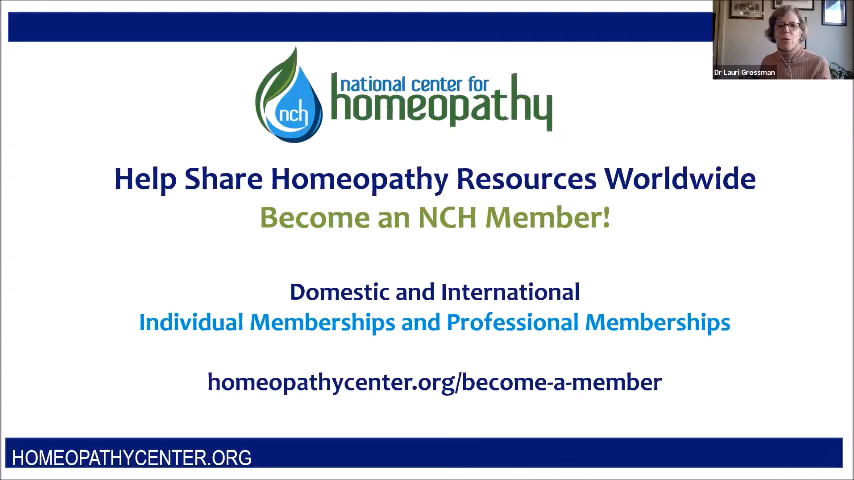 Dr Lauri Grossman
national center for
homeopathy
nch
Help Share Homeopathy Resources Worldwide
Become an NCH Member!
Domestic and International
Individual Memberships and Professional Memberships
homeopathycenter.org/become-a-member
HOMEOPATHYCENTER.ORG